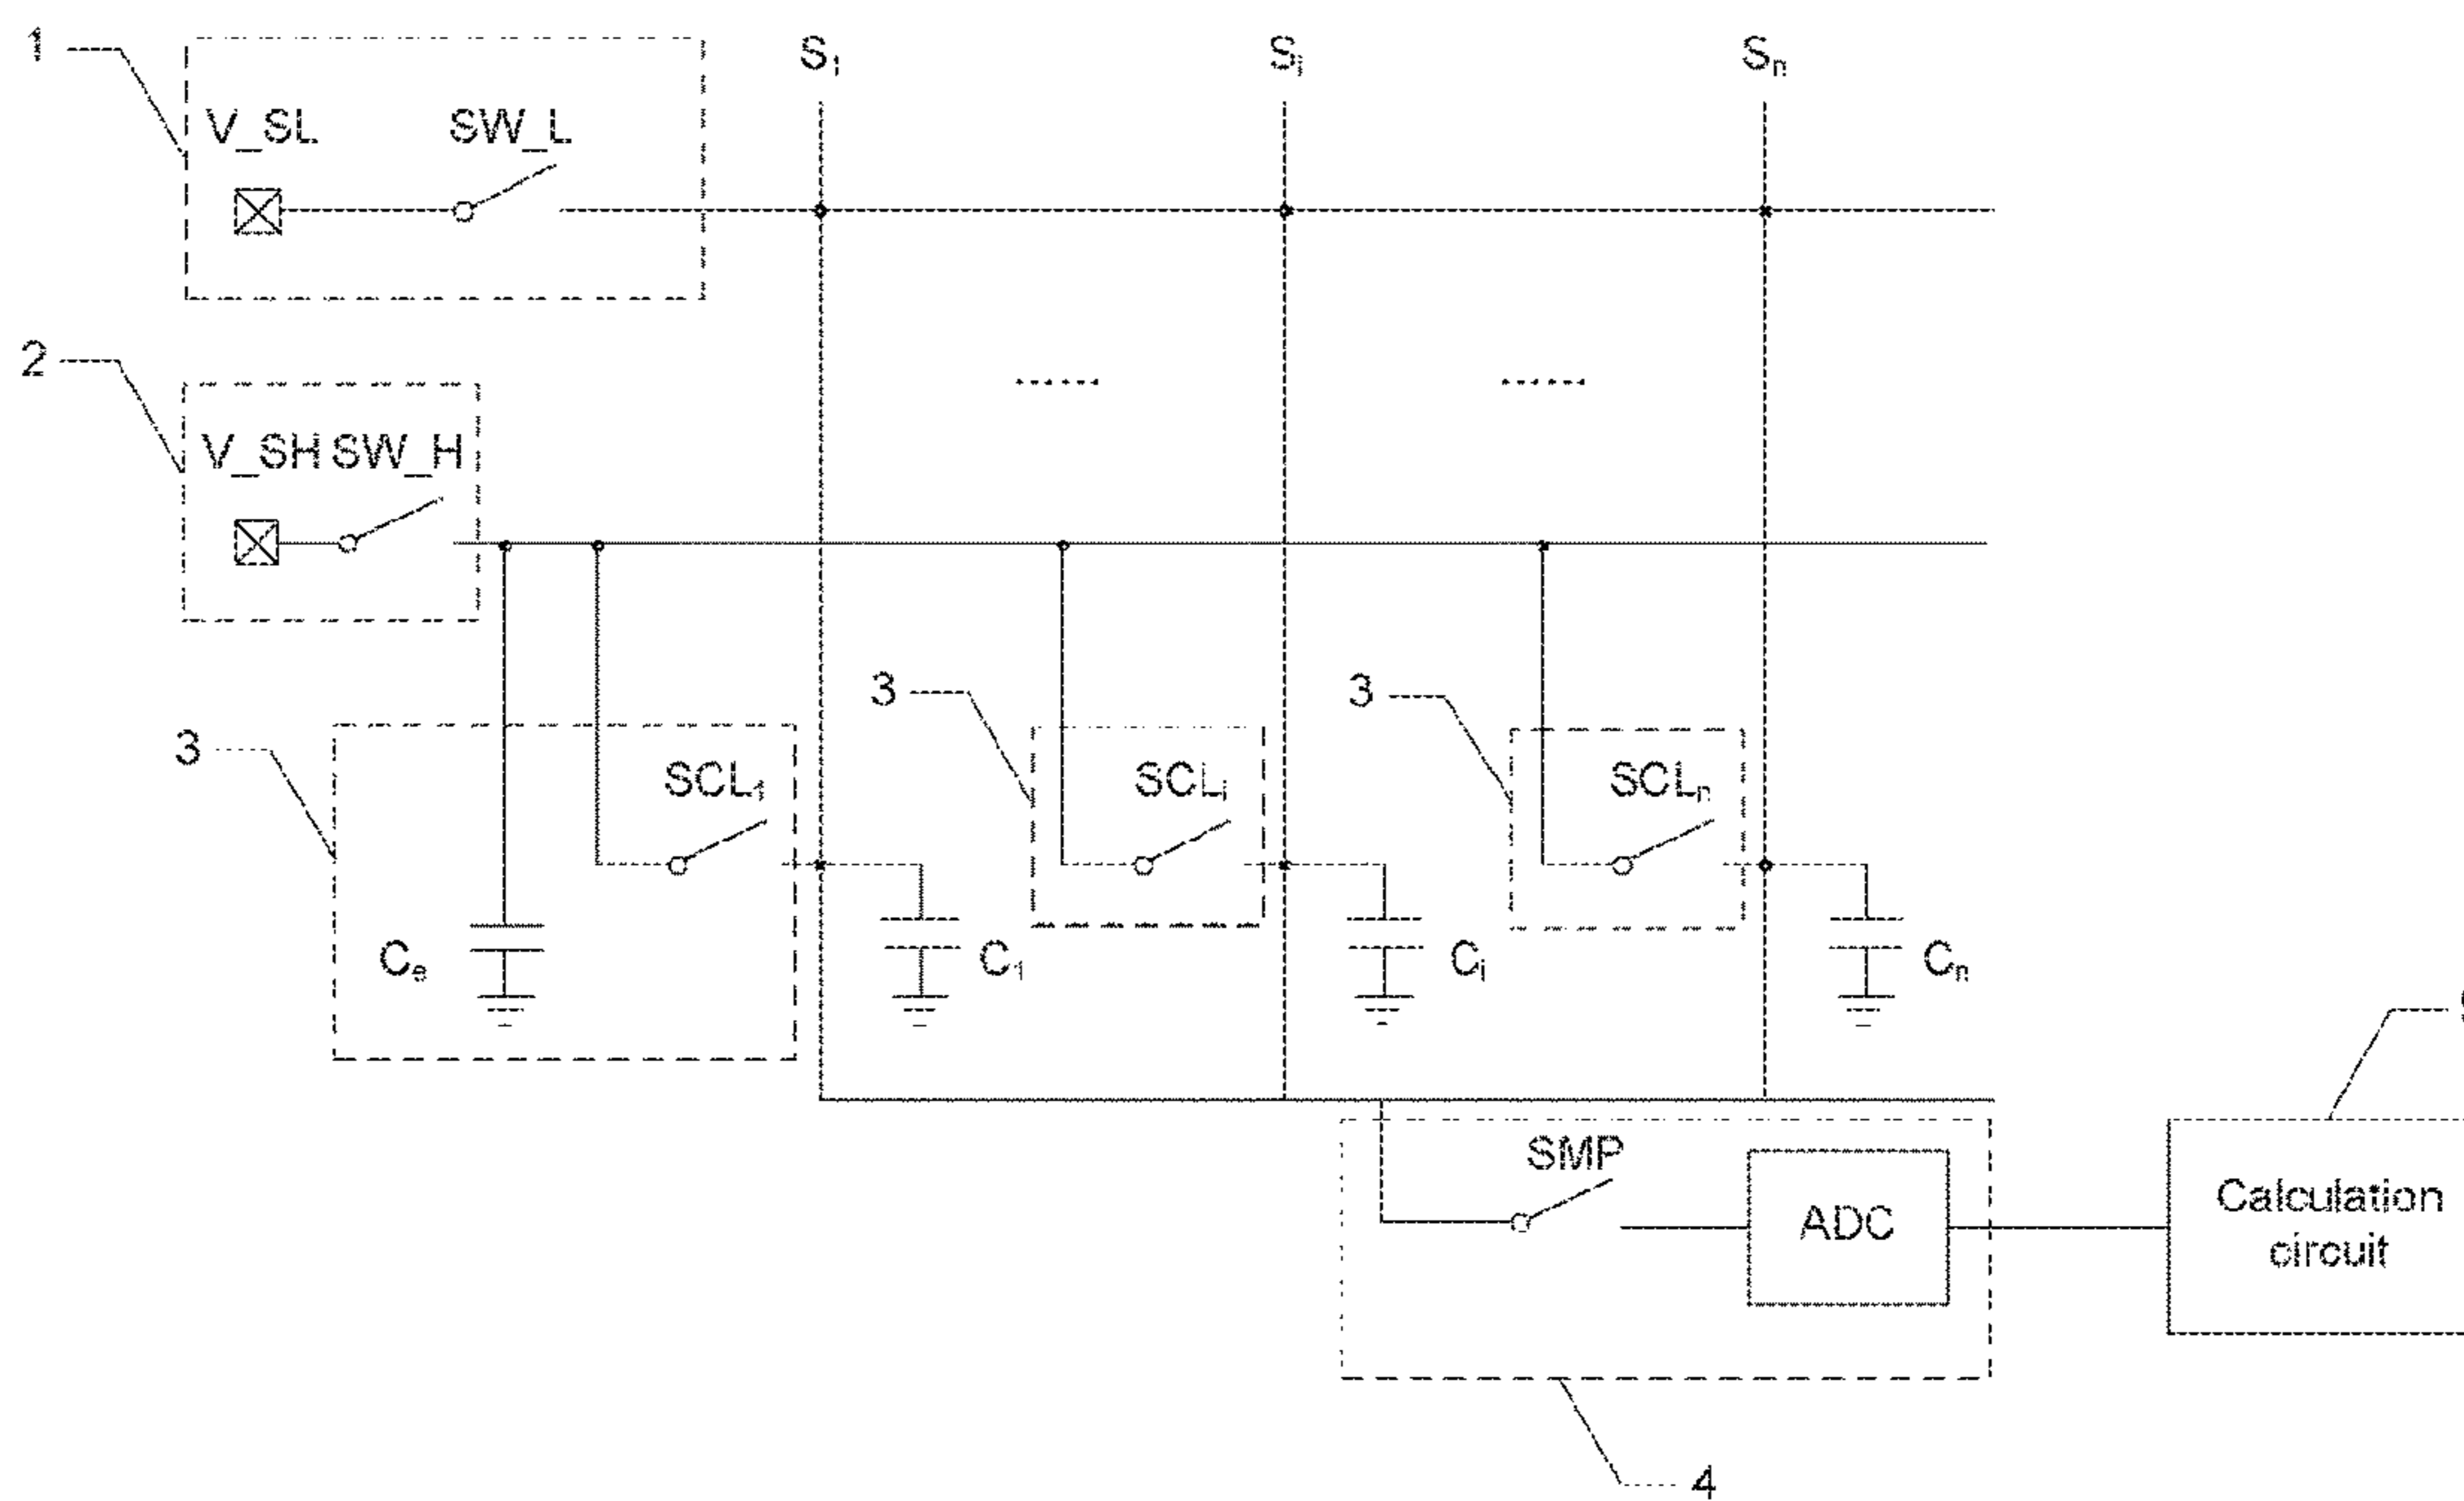 1
S₁
Sᵢ
Sₙ
V_SL
SW_L
2
V_SH
SW_H
3
3
3
SCL₁
SCLᵢ
SCLₙ
Cₑ
C₁
Cᵢ
Cₙ
SMP
ADC
Calculation
circuit
4